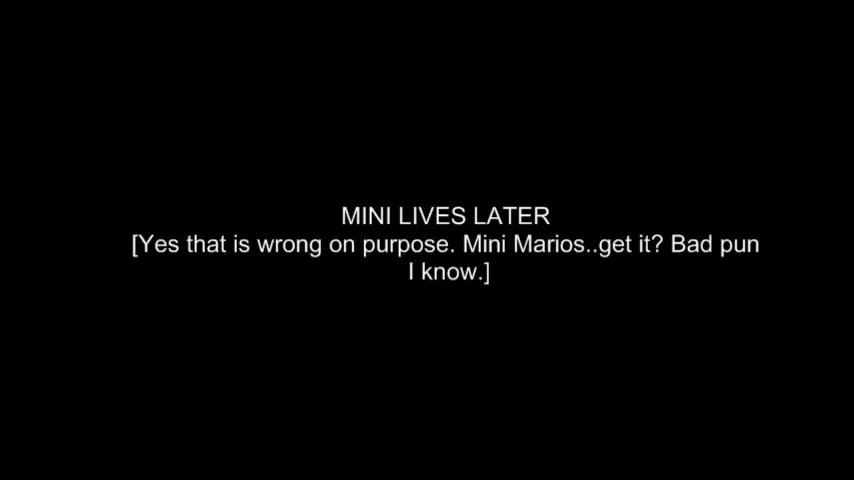 MINI LIVES LATER
[Yes that is wrong on purpose. Mini Marios..get it? Bad pun
I know.]